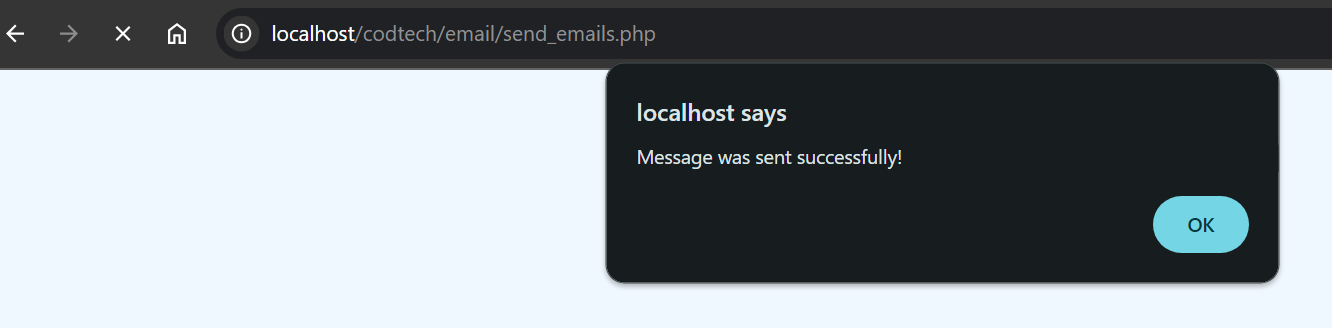 localhost/codtech/email/send_emails.php
localhost says
Message was sent successfully!
OK